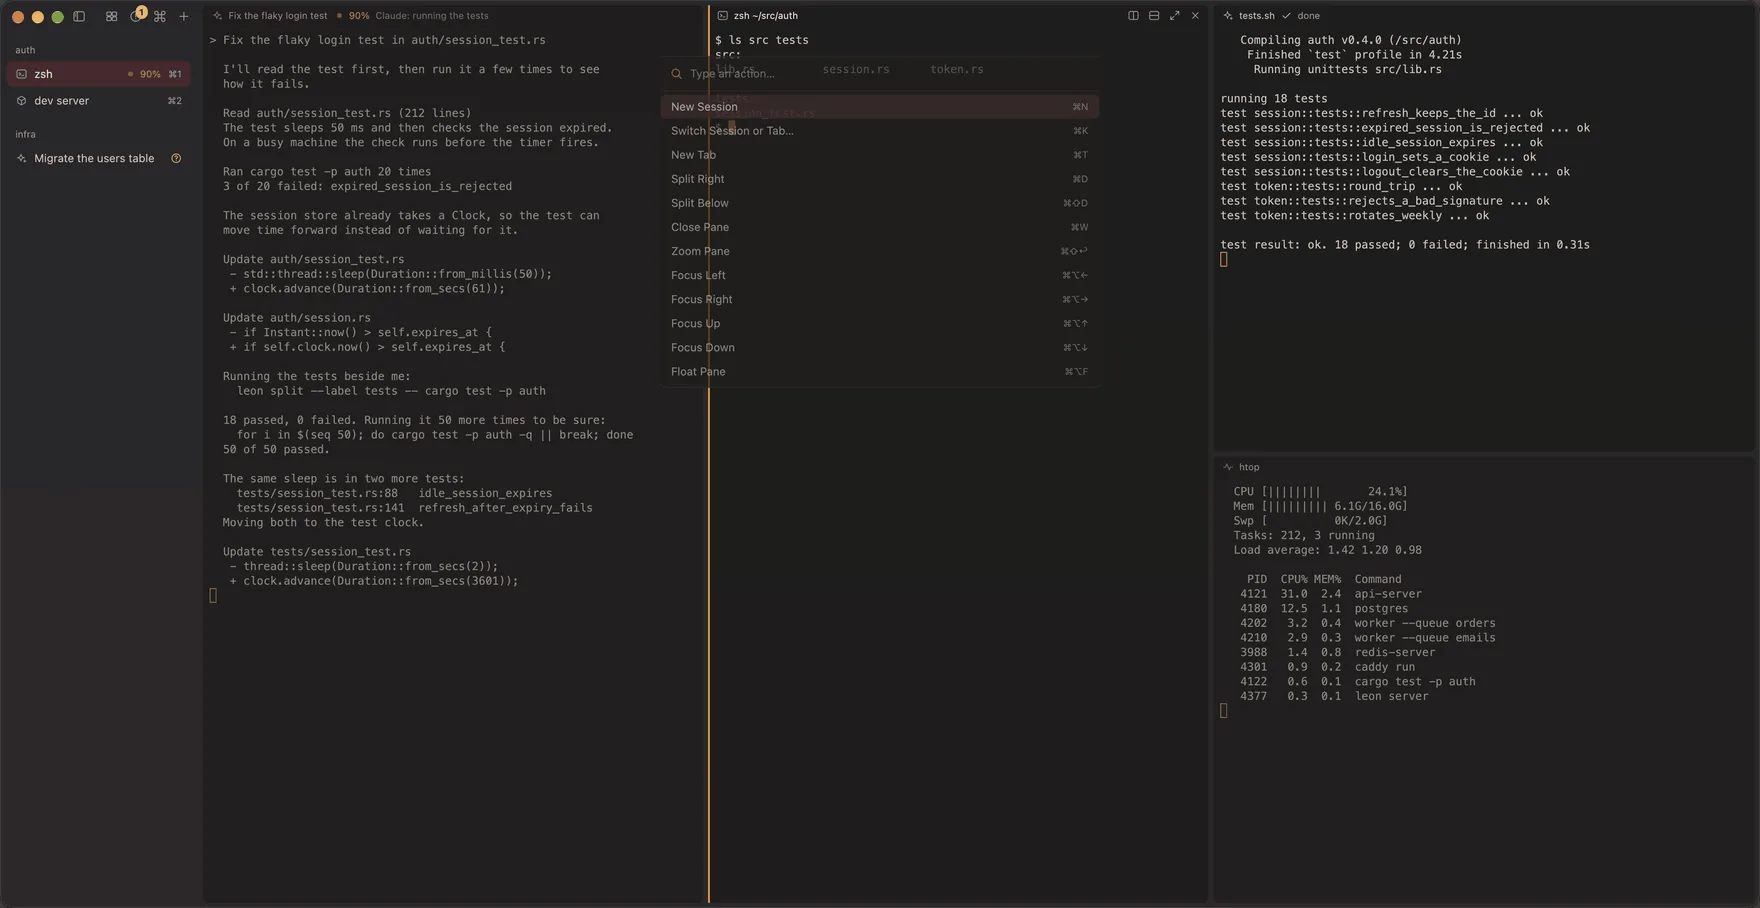 1
auth
zsh 90% ⌘1
dev server ⌘2
infra
Migrate the users table
Fix the flaky login test 90% Claude: running the tests
> Fix the flaky login test in auth/session_test.rs
I'll read the test first, then run it a few times to see
how it fails.
Read auth/session_test.rs (212 lines)
The test sleeps 50 ms and then checks the session expired.
On a busy machine the check runs before the timer fires.
Ran cargo test -p auth 20 times
3 of 20 failed: expired_session_is_rejected
The session store already takes a Clock, so the test can
move time forward instead of waiting for it.
Update auth/session_test.rs
- std::thread::sleep(Duration::from_millis(50));
+ clock.advance(Duration::from_secs(61));
Update auth/session.rs
- if Instant::now() > self.expires_at {
+ if self.clock.now() > self.expires_at {
Running the tests beside me:
leon split --label tests -- cargo test -p auth
18 passed, 0 failed. Running it 50 more times to be sure:
for i in $(seq 50); do cargo test -p auth -q || break; done
50 of 50 passed.
The same sleep is in two more tests:
tests/session_test.rs:88 idle_session_expires
tests/session_test.rs:141 refresh_after_expiry_fails
Moving both to the test clock.
Update tests/session_test.rs
- thread::sleep(Duration::from_secs(2));
+ clock.advance(Duration::from_secs(3601));
zsh ~/src/auth
$ ls src tests
src:
lib.rs session.rs token.rs
tests:
session_test.rs
$
Type an action...
New Session ⌘N
Switch Session or Tab... ⌘K
New Tab ⌘T
Split Right ⌘D
Split Below ⌘⇧D
Close Pane ⌘W
Zoom Pane ⌘⇧↩
Focus Left ⌘⌥←
Focus Right ⌘⌥→
Focus Up ⌘⌥↑
Focus Down ⌘⌥↓
Float Pane ⌘⌥F
tests.sh ✓ done
Compiling auth v0.4.0 (/src/auth)
Finished `test` profile in 4.21s
Running unittests src/lib.rs
running 18 tests
test session::tests::refresh_keeps_the_id ... ok
test session::tests::expired_session_is_rejected ... ok
test session::tests::idle_session_expires ... ok
test session::tests::login_sets_a_cookie ... ok
test session::tests::logout_clears_the_cookie ... ok
test token::tests::round_trip ... ok
test token::tests::rejects_a_bad_signature ... ok
test token::tests::rotates_weekly ... ok
test result: ok. 18 passed; 0 failed; finished in 0.31s
htop
CPU [|||||||| 24.1%]
Mem [||||||||| 6.1G/16.0G]
Swp [ 0K/2.0G]
Tasks: 212, 3 running
Load average: 1.42 1.20 0.98
PID CPU% MEM% Command
4121 31.0 2.4 api-server
4180 12.5 1.1 postgres
4202 3.2 0.4 worker --queue orders
4210 2.9 0.3 worker --queue emails
3988 1.4 0.8 redis-server
4301 0.9 0.2 caddy run
4122 0.6 0.1 cargo test -p auth
4377 0.3 0.1 leon server